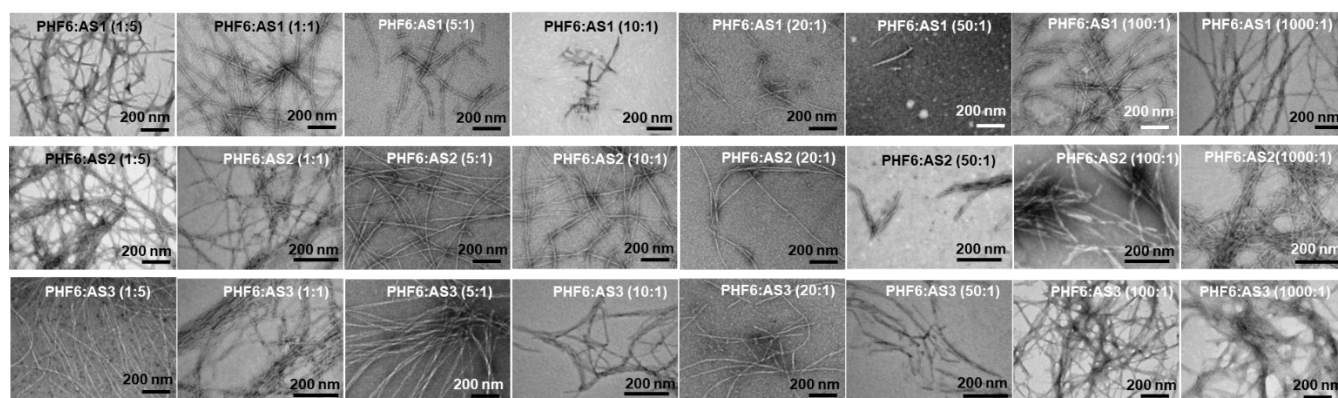 PHF6:AS1 (1:5)
200 nm
PHF6:AS1 (1:1)
200 nm
PHF6:AS1 (5:1)
200 nm
PHF6:AS1 (10:1)
200 nm
PHF6:AS1 (20:1)
200 nm
PHF6:AS1 (50:1)
200 nm
PHF6:AS1 (100:1)
200 nm
PHF6:AS1 (1000:1)
200 nm
PHF6:AS2 (1:5)
200 nm
PHF6:AS2 (1:1)
200 nm
PHF6:AS2 (5:1)
200 nm
PHF6:AS2 (10:1)
200 nm
PHF6:AS2 (20:1)
200 nm
PHF6:AS2 (50:1)
200 nm
PHF6:AS2 (100:1)
200 nm
PHF6:AS2(1000:1)
200 nm
PHF6:AS3 (1:5)
200 nm
PHF6:AS3 (1:1)
200 nm
PHF6:AS3 (5:1)
200 nm
PHF6:AS3 (10:1)
200 nm
PHF6:AS3 (20:1)
200 nm
PHF6:AS3 (50:1)
200 nm
PHF6:AS3 (100:1)
200 nm
PHF6:AS3 (1000:1)
200 nm